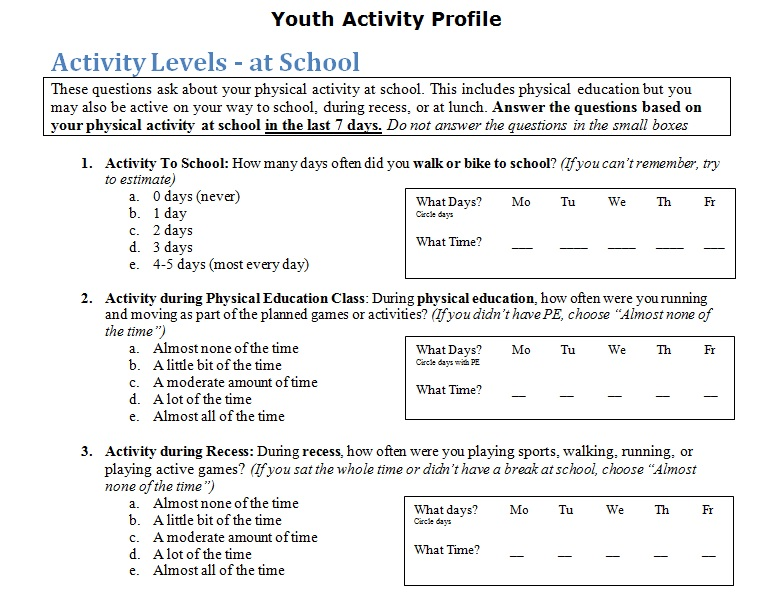 Youth Activity Profile
Activity Levels - at School
These questions ask about your physical activity at school. This includes physical education but you
may also be active on your way to school, during recess, or at lunch. Answer the questions based on
your physical activity at school in the last 7 days. Do not answer the questions in the small boxes
1. Activity To School: How many days often did you walk or bike to school? (If you can't remember, try
to estimate)
a. 0 days (never)
b. 1 day
c. 2 days
d. 3 days
e. 4-5 days (most every day)
What Days? Mo Tu We Th Fr
Circle days
What Time? ___ ____ ____ ____ ___
2. Activity during Physical Education Class: During physical education, how often were you running
and moving as part of the planned games or activities? (If you didn't have PE, choose "Almost none of
the time")
a. Almost none of the time
b. A little bit of the time
c. A moderate amount of time
d. A lot of the time
e. Almost all of the time
What Days? Mo Tu We Th Fr
Circle days with PE
What Time? __ __ __ __ __
3. Activity during Recess: During recess, how often were you playing sports, walking, running, or
playing active games? (If you sat the whole time or didn't have a break at school, choose "Almost
none of the time")
a. Almost none of the time
b. A little bit of the time
c. A moderate amount of time
d. A lot of the time
e. Almost all of the time
What days? Mo Tu We Th Fr
Circle days
What Time? __ __ __ __ __